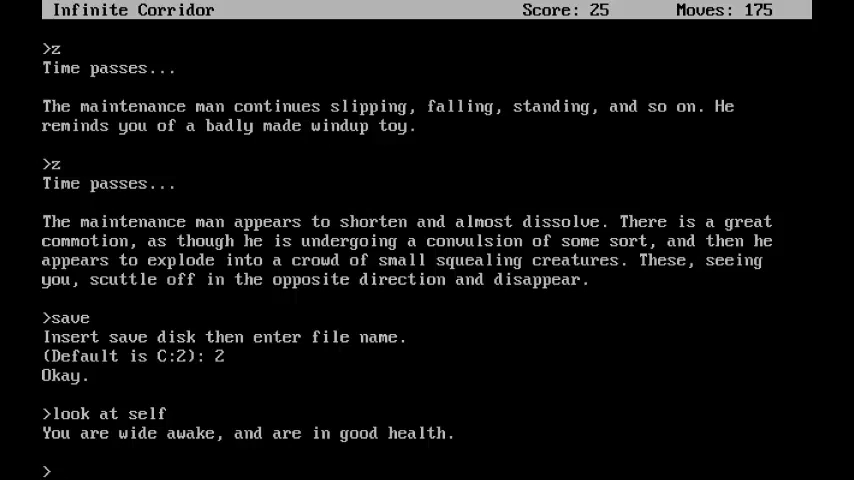 Infinite Corridor Score: 25 Moves: 175
>z
Time passes...
The maintenance man continues slipping, falling, standing, and so on. He
reminds you of a badly made windup toy.
>z
Time passes...
The maintenance man appears to shorten and almost dissolve. There is a great
commotion, as though he is undergoing a convulsion of some sort, and then he
appears to explode into a crowd of small squealing creatures. These, seeing
you, scuttle off in the opposite direction and disappear.
>save
Insert save disk then enter file name.
(Default is C:2): 2
Okay.
>look at self
You are wide awake, and are in good health.
>